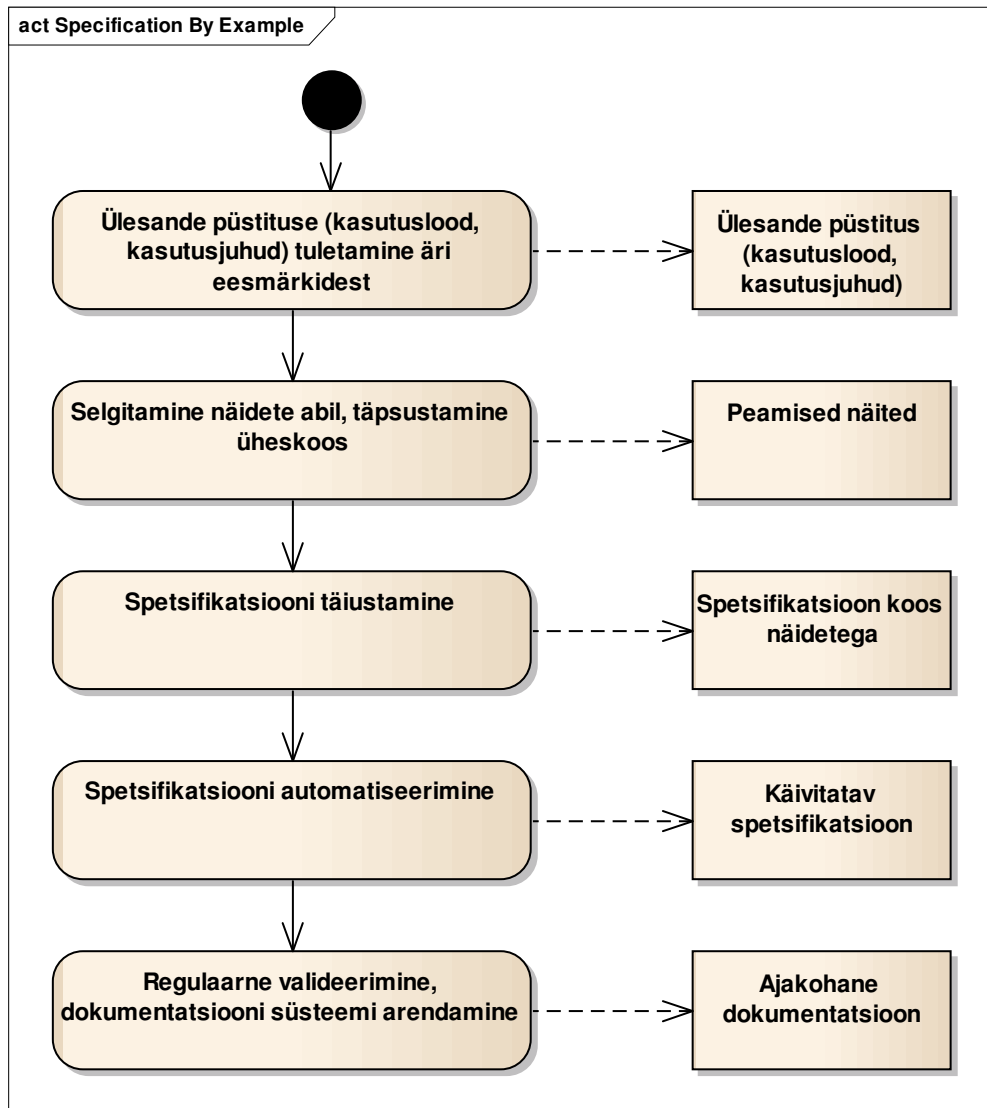 act Specification By Example
Ülesande püstituse (kasutuslood,
kasutusjuhud) tuletamine äri
eesmärkidest
Ülesande püstitus
(kasutuslood,
kasutusjuhud)
Selgitamine näidete abil, täpsustamine
üheskoos
Peamised näited
Spetsifikatsiooni täiustamine
Spetsifikatsioon koos
näidetega
Spetsifikatsiooni automatiseerimine
Käivitatav
spetsifikatsioon
Regulaarne valideerimine,
dokumentatsiooni süsteemi arendamine
Ajakohane
dokumentatsioon